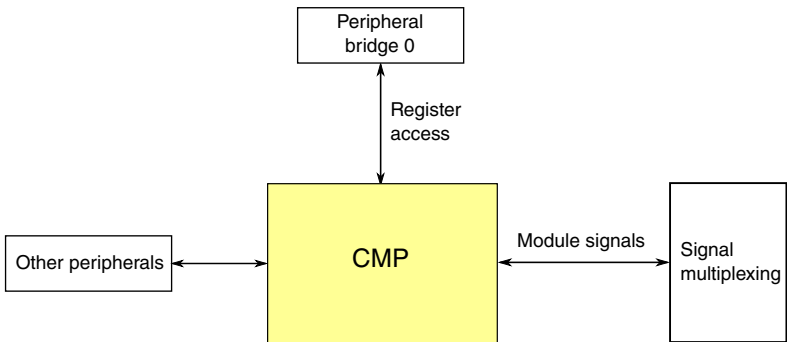 Peripheral
bridge 0
Register
access
CMP
Other peripherals
Module signals
Signal
multiplexing